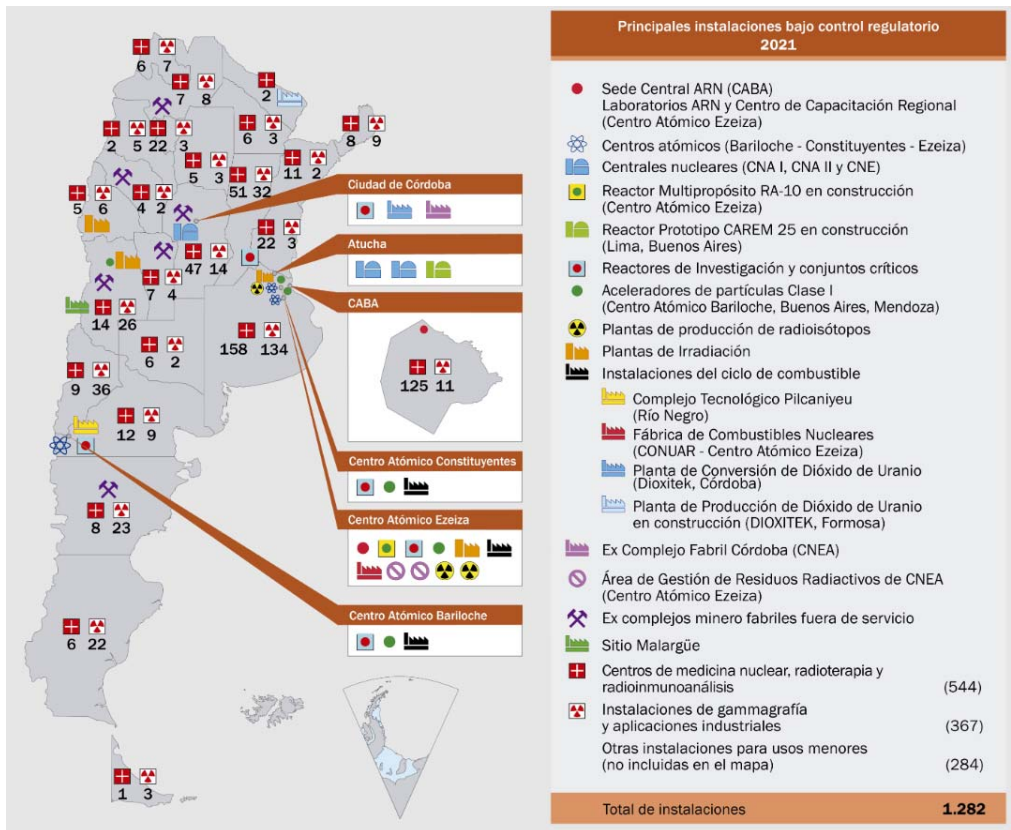 6 7
7 8
2
2 5 22 3
6 3
8 9
5 3
51 32
11 2
5 6
4 2
22 3
47 14
7 4
14 26
158 134
6 2
9 36
12 9
8 23
6 22
1 3
Ciudad de Córdoba
Atucha
CABA
125 11
Centro Atómico Constituyentes
Centro Atómico Ezeiza
Centro Atómico Bariloche
Principales instalaciones bajo control regulatorio
2021
Sede Central ARN (CABA)
Laboratorios ARN y Centro de Capacitación Regional
(Centro Atómico Ezeiza)
Centros atómicos (Bariloche - Constituyentes - Ezeiza)
Centrales nucleares (CNA I, CNA II y CNE)
Reactor Multipropósito RA-10 en construcción
(Centro Atómico Ezeiza)
Reactor Prototipo CAREM 25 en construcción
(Lima, Buenos Aires)
Reactores de Investigación y conjuntos críticos
Aceleradores de partículas Clase I
(Centro Atómico Bariloche, Buenos Aires, Mendoza)
Plantas de producción de radioisótopos
Plantas de Irradiación
Instalaciones del ciclo de combustible
Complejo Tecnológico Pilcaniyeu
(Río Negro)
Fábrica de Combustibles Nucleares
(CONUAR - Centro Atómico Ezeiza)
Planta de Conversión de Dióxido de Uranio
(Dioxitek, Córdoba)
Planta de Producción de Dióxido de Uranio
en construcción (DIOXITEK, Formosa)
Ex Complejo Fabril Córdoba (CNEA)
Área de Gestión de Residuos Radiactivos de CNEA
(Centro Atómico Ezeiza)
Ex complejos minero fabriles fuera de servicio
Sitio Malargüe
Centros de medicina nuclear, radioterapia y
radioinmunoanálisis (544)
Instalaciones de gammagrafía
y aplicaciones industriales (367)
Otras instalaciones para usos menores
(no incluidas en el mapa) (284)
Total de instalaciones 1.282